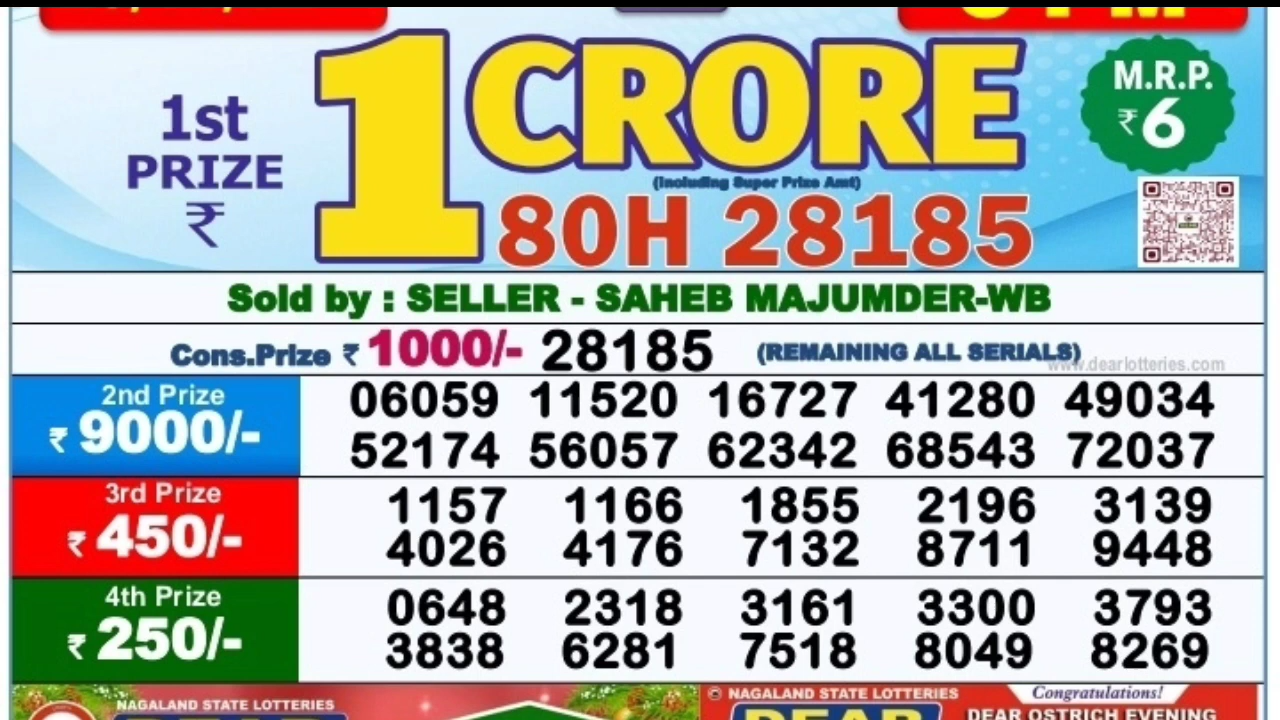 1 CRORE
1st
PRIZE
₹
M.R.P.
₹ 6
(Including Super Prize Amt)
80H 28185
Sold by : SELLER - SAHEB MAJUMDER-WB
Cons.Prize ₹ 1000/- 28185 (REMAINING ALL SERIALS)
www.dearlotteries.com
2nd Prize
₹ 9000/-
06059 11520 16727 41280 49034
52174 56057 62342 68543 72037
3rd Prize
₹ 450/-
1157 1166 1855 2196 3139
4026 4176 7132 8711 9448
4th Prize
₹ 250/-
0648 2318 3161 3300 3793
3838 6281 7518 8049 8269
NAGALAND STATE LOTTERIES
DEAR
NAGALAND STATE LOTTERIES
DEAR
Congratulations!
DEAR OSTRICH EVENING